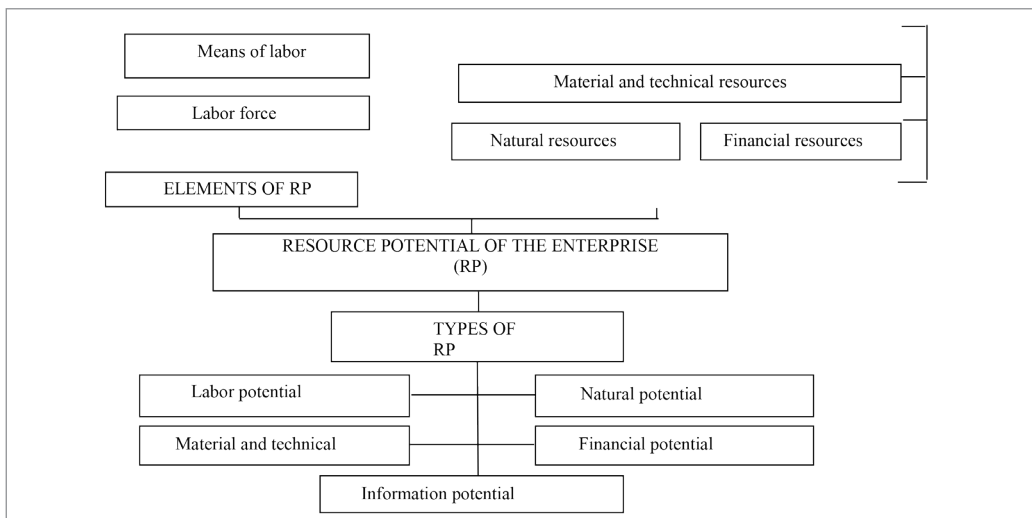 Means of labor
Material and technical resources
Labor force
Natural resources
Financial resources
ELEMENTS OF RP
RESOURCE POTENTIAL OF THE ENTERPRISE
(RP)
TYPES OF
RP
Labor potential
Natural potential
Material and technical
Financial potential
Information potential